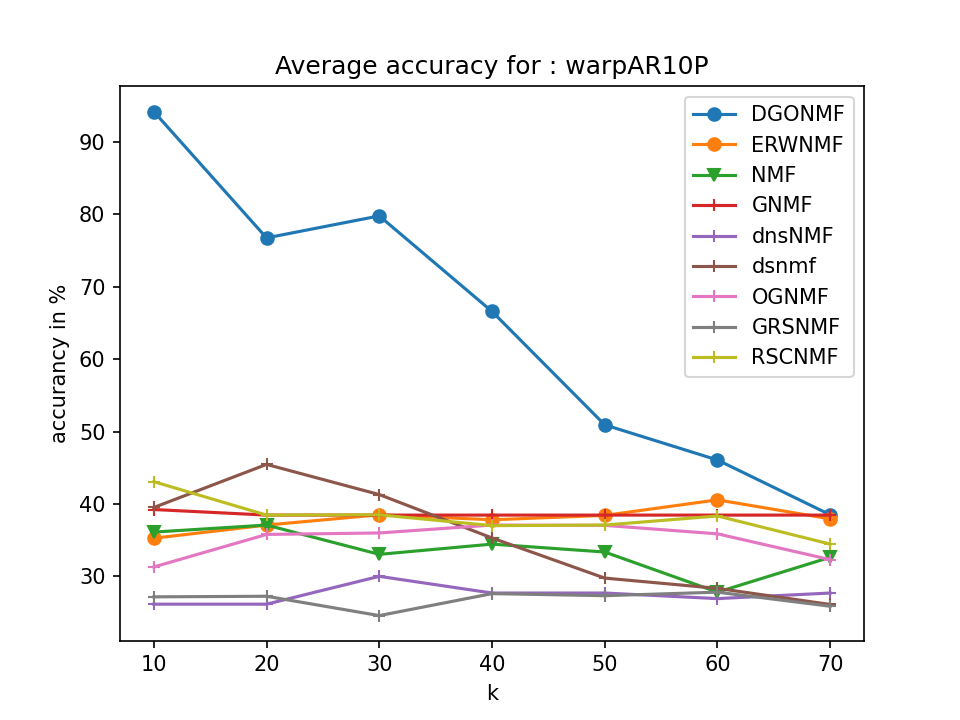 Average accuracy for : warpAR10P
accurancy in %
90
80
70
60
50
40
30
10 20 30 40 50 60 70
k
DGONMF
ERWNMF
NMF
GNMF
dnsNMF
dsnmf
OGNMF
GRSNMF
RSCNMF